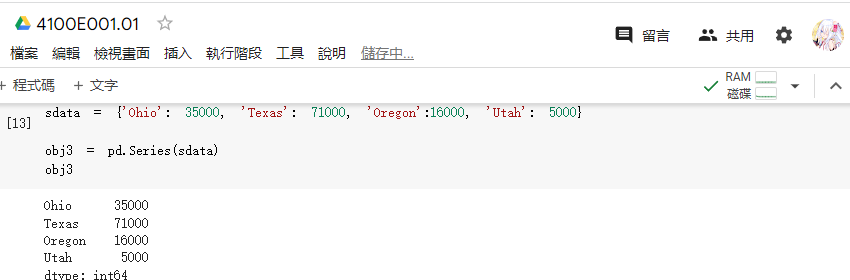 4100E001.01
檔案 編輯 檢視畫面 插入 執行階段 工具 說明 儲存中...
留言 共用
+ 程式碼 + 文字
RAM
磁碟
[13]
sdata = {'Ohio': 35000, 'Texas': 71000, 'Oregon':16000, 'Utah': 5000}
obj3 = pd.Series(sdata)
obj3
Ohio 35000
Texas 71000
Oregon 16000
Utah 5000
dtype: int64